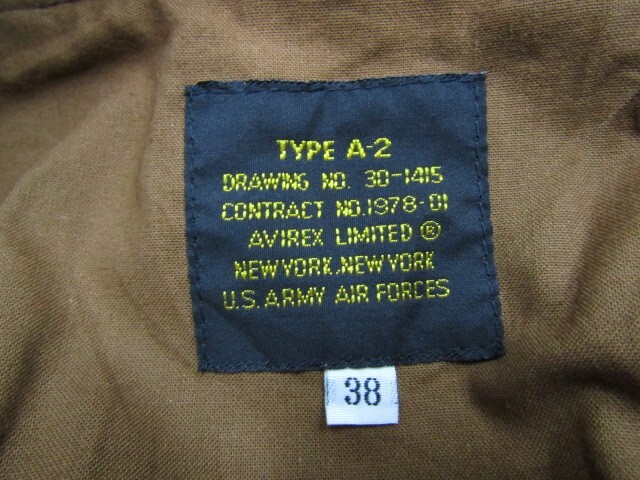 TYPE A-2
DRAWING NO. 30-1415
CONTRACT NO.1978-01
AVIREX LIMITED ®
NEW YORK, NEW YORK
U.S. ARMY AIR FORCES
38